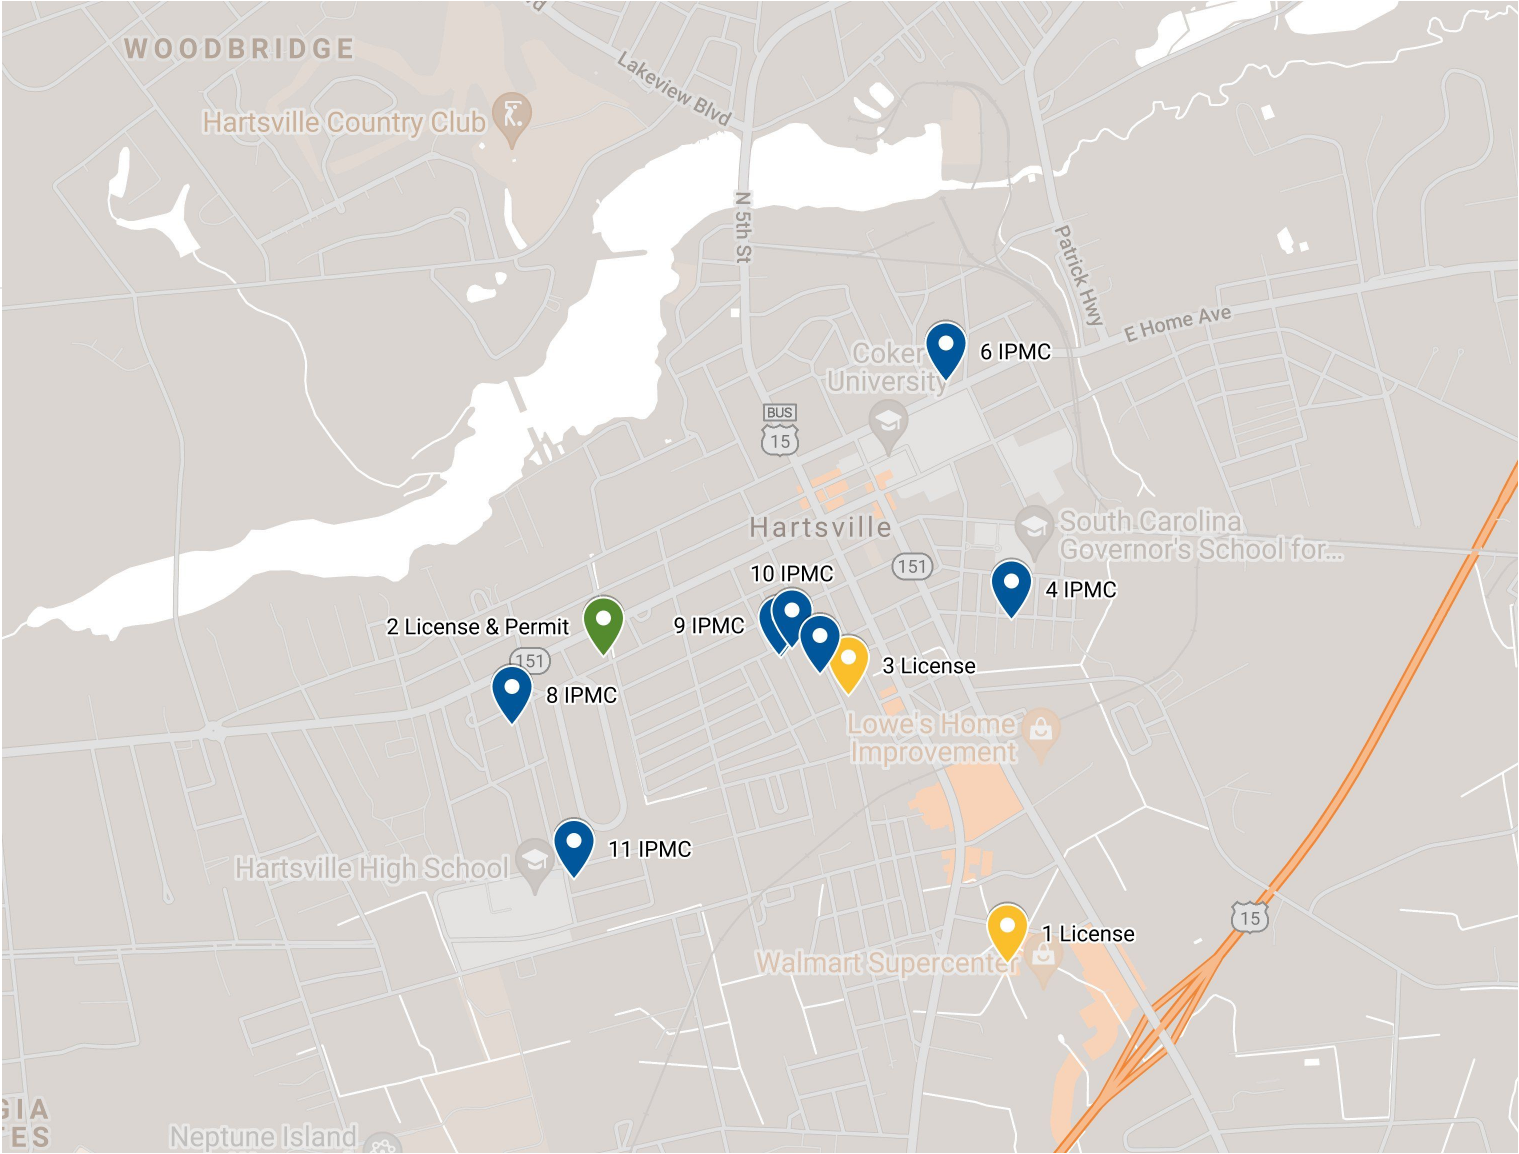 WOODBRIDGE
Lakeview Blvd
Hartsville Country Club
N 5th St
Patrick Hwy
E Home Ave
Coker
University
6 IPMC
BUS
15
Hartsville
South Carolina
Governor's School for...
151
10 IPMC
4 IPMC
9 IPMC
2 License & Permit
151
3 License
8 IPMC
Lowe's Home
Improvement
11 IPMC
Hartsville High School
15
1 License
Walmart Supercenter
GIA
TES
Neptune Island